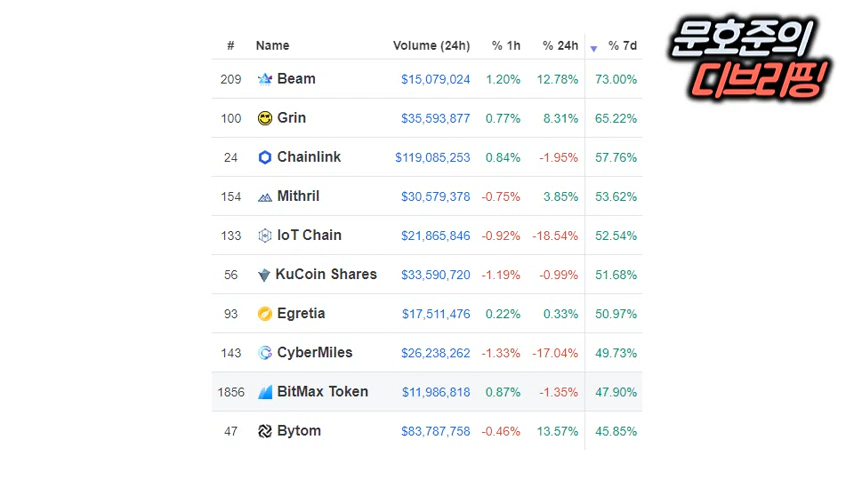 문호준의
디브리핑
# Name Volume (24h) % 1h % 24h % 7d
209 Beam $15,079,024 1.20% 12.78% 73.00%
100 Grin $35,593,877 0.77% 8.31% 65.22%
24 Chainlink $119,085,253 0.84% -1.95% 57.76%
154 Mithril $30,579,378 -0.75% 3.85% 53.62%
133 IoT Chain $21,865,846 -0.92% -18.54% 52.54%
56 KuCoin Shares $33,590,720 -1.19% -0.99% 51.68%
93 Egretia $17,511,476 0.22% 0.33% 50.97%
143 CyberMiles $26,238,262 -1.33% -17.04% 49.73%
1856 BitMax Token $11,986,818 0.87% -1.35% 47.90%
47 Bytom $83,787,758 -0.46% 13.57% 45.85%